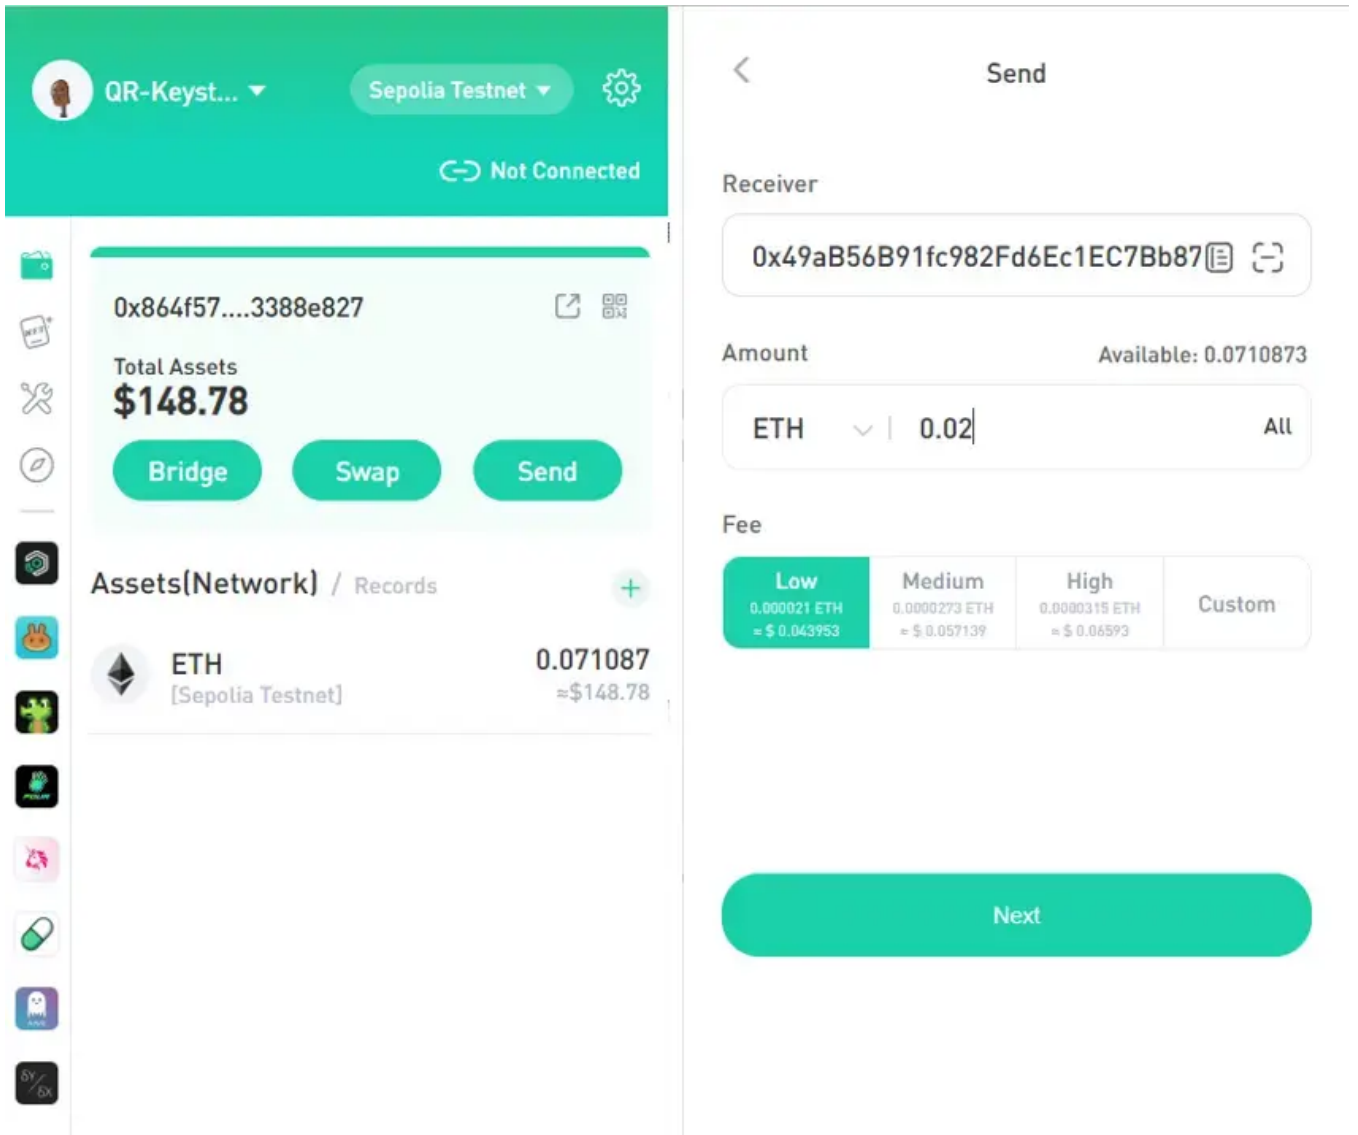 QR-Keyst...
Sepolia Testnet
Not Connected
0x864f57....3388e827
Total Assets
$148.78
Bridge
Swap
Send
Assets(Network) / Records
+
ETH
0.071087
[Sepolia Testnet]
≈$148.78
Send
Receiver
0x49aB56B91fc982Fd6Ec1EC7Bb87
Amount
Available: 0.0710873
ETH
0.02
All
Fee
Low
0.000021 ETH
≈ $ 0.043953
Medium
0.0000273 ETH
≈ $ 0.057139
High
0.0000315 ETH
≈ $ 0.06593
Custom
Next
δY/δX